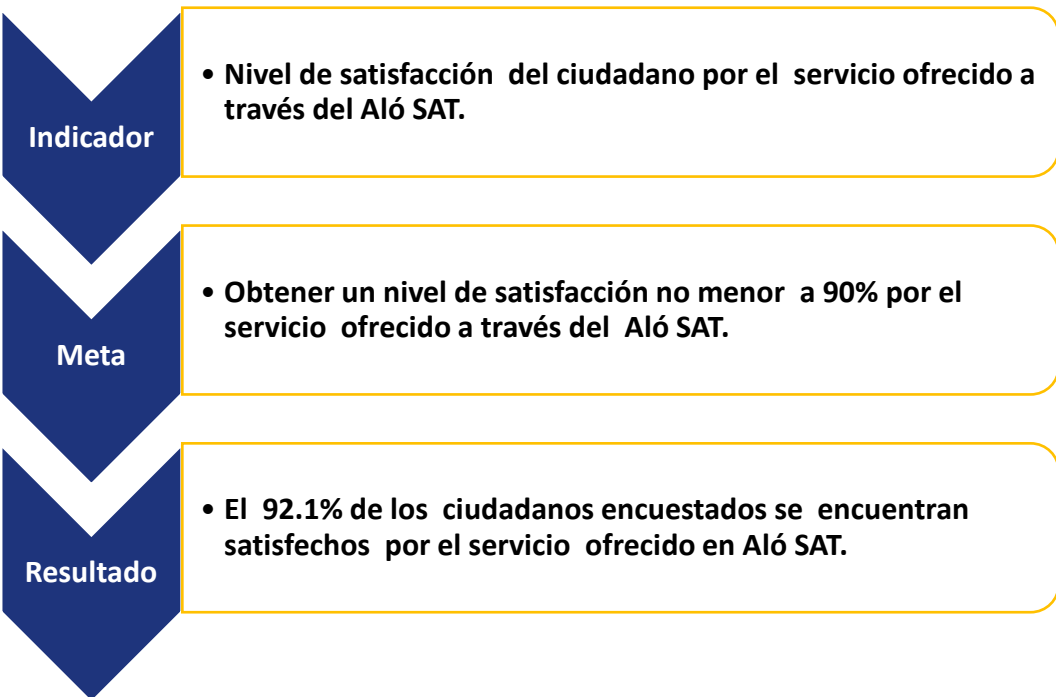 Indicador
• Nivel de satisfacción del ciudadano por el servicio ofrecido a
través del Aló SAT.
Meta
• Obtener un nivel de satisfacción no menor a 90% por el
servicio ofrecido a través del Aló SAT.
Resultado
• El 92.1% de los ciudadanos encuestados se encuentran
satisfechos por el servicio ofrecido en Aló SAT.